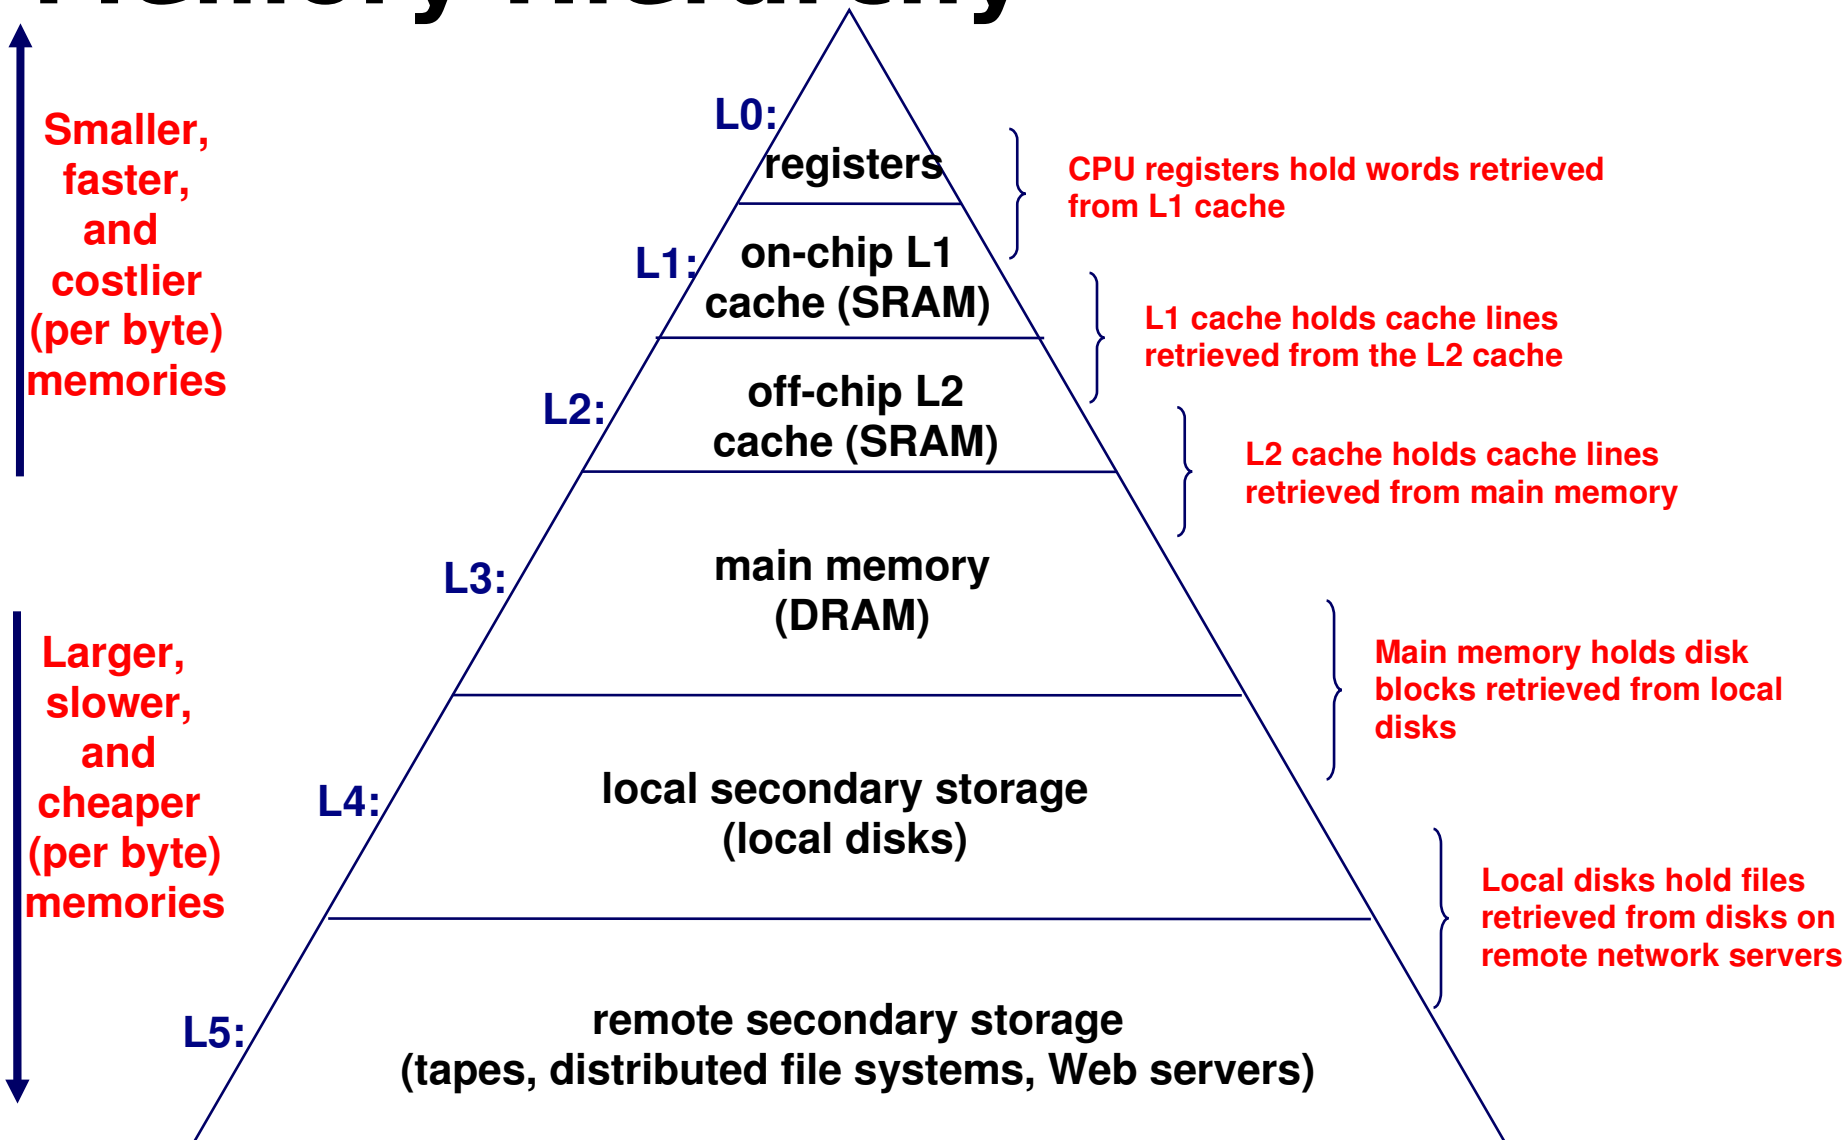 Memory Hierarchy
Smaller,
faster,
and
costlier
(per byte)
memories
Larger,
slower,
and
cheaper
(per byte)
memories
L0:
registers
L1:
on-chip L1
cache (SRAM)
L2:
off-chip L2
cache (SRAM)
L3:
main memory
(DRAM)
L4:
local secondary storage
(local disks)
L5:
remote secondary storage
(tapes, distributed file systems, Web servers)
CPU registers hold words retrieved
from L1 cache
L1 cache holds cache lines
retrieved from the L2 cache
L2 cache holds cache lines
retrieved from main memory
Main memory holds disk
blocks retrieved from local
disks
Local disks hold files
retrieved from disks on
remote network servers